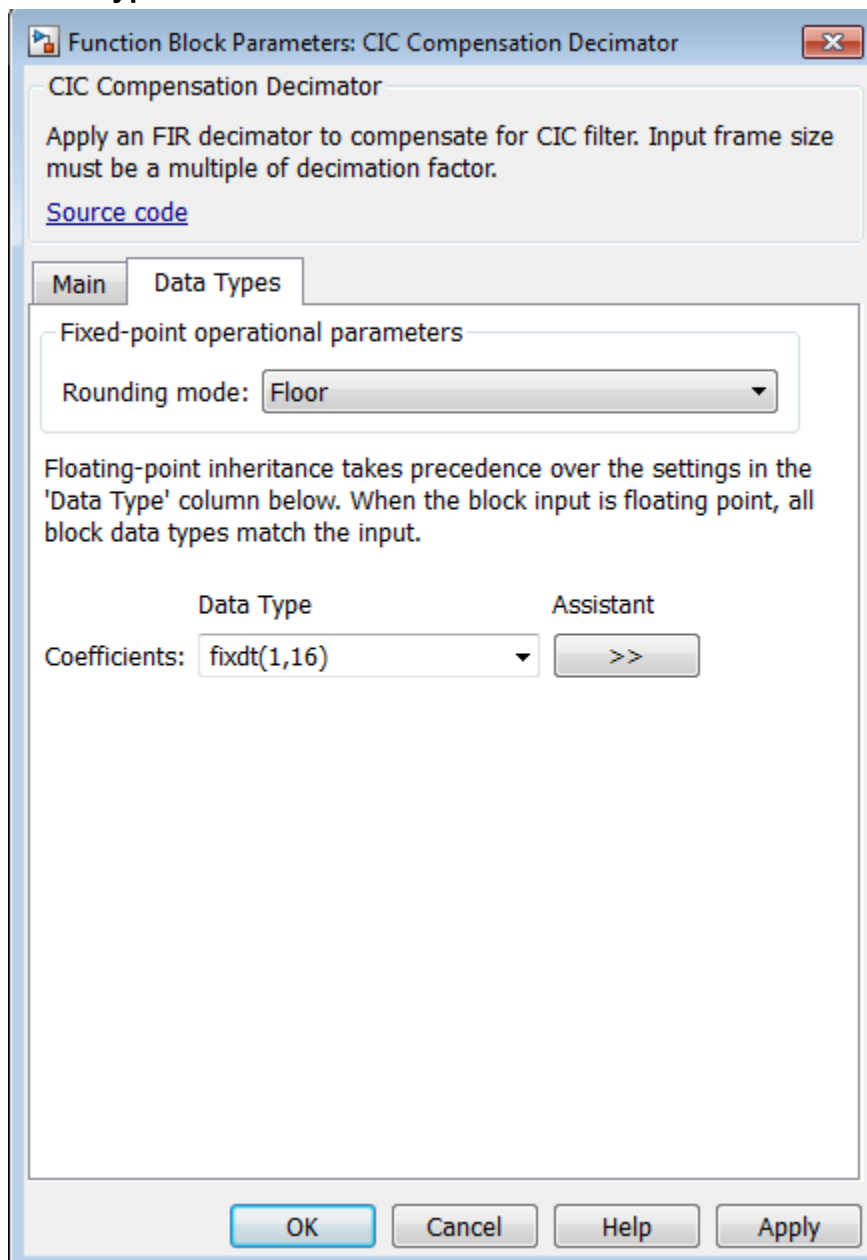 Function Block Parameters: CIC Compensation Decimator
CIC Compensation Decimator
Apply an FIR decimator to compensate for CIC filter. Input frame size
must be a multiple of decimation factor.
Source code
Main Data Types
Fixed-point operational parameters
Rounding mode: Floor
Floating-point inheritance takes precedence over the settings in the
'Data Type' column below. When the block input is floating point, all
block data types match the input.
Data Type Assistant
Coefficients: fixdt(1,16) >>
OK Cancel Help Apply